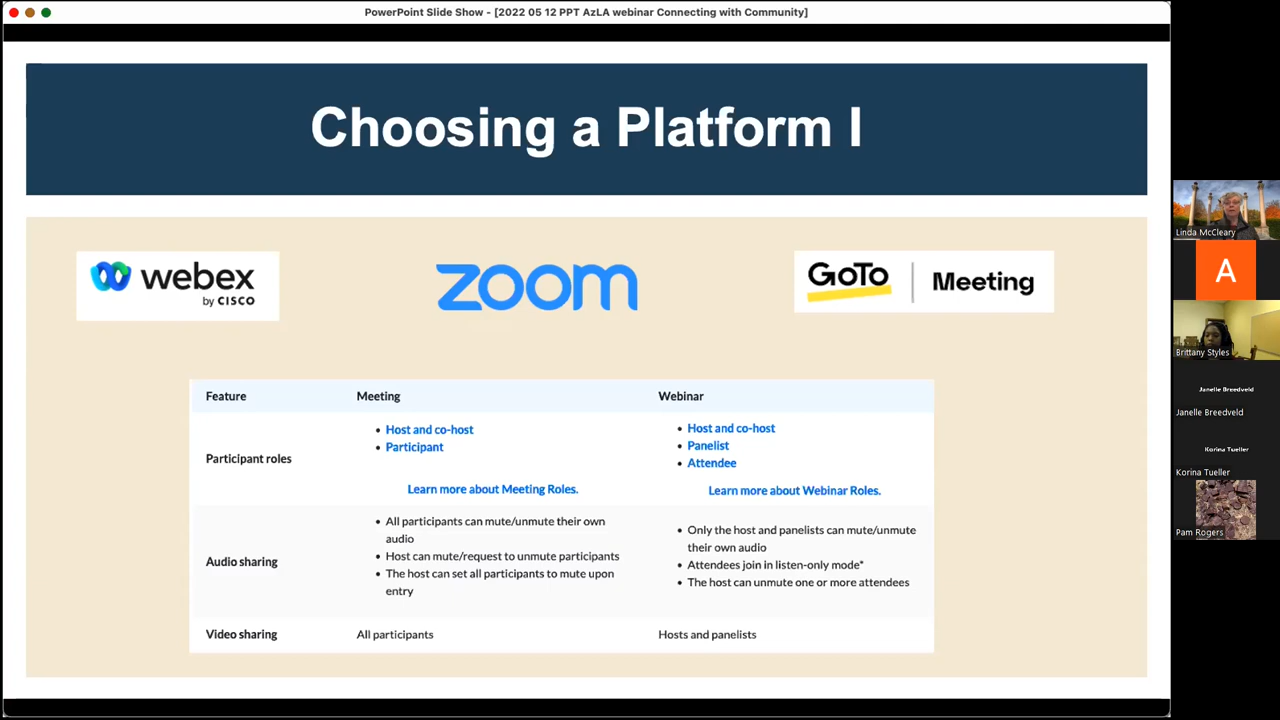 PowerPoint Slide Show - [2022 05 12 PPT AzLA webinar Connecting with Community]
Choosing a Platform I
webex
by CISCO
zoom
GoTo | Meeting
Feature Meeting Webinar
Participant roles
• Host and co-host
• Participant
Learn more about Meeting Roles.
• Host and co-host
• Panelist
• Attendee
Learn more about Webinar Roles.
Audio sharing
• All participants can mute/unmute their own
audio
• Host can mute/request to unmute participants
• The host can set all participants to mute upon
entry
• Only the host and panelists can mute/unmute
their own audio
• Attendees join in listen-only mode*
• The host can unmute one or more attendees
Video sharing All participants Hosts and panelists
Linda McCleary
A
Brittany Styles
Janelle Breedveld
Janelle Breedveld
Korina Tueller
Korina Tueller
Pam Rogers